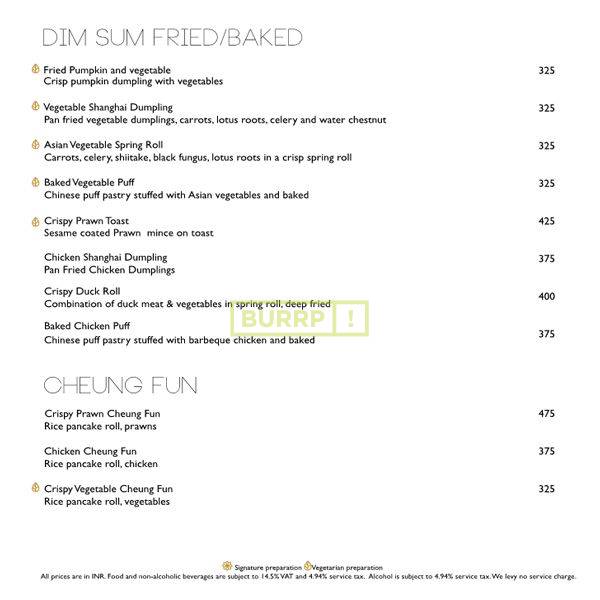 DIM SUM FRIED/BAKED
Fried Pumpkin and vegetable 325
Crisp pumpkin dumpling with vegetables
Vegetable Shanghai Dumpling 325
Pan fried vegetable dumplings, carrots, lotus roots, celery and water chestnut
Asian Vegetable Spring Roll 325
Carrots, celery, shiitake, black fungus, lotus roots in a crisp spring roll
Baked Vegetable Puff 325
Chinese puff pastry stuffed with Asian vegetables and baked
Crispy Prawn Toast 425
Sesame coated Prawn mince on toast
Chicken Shanghai Dumpling 375
Pan Fried Chicken Dumplings
Crispy Duck Roll 400
Combination of duck meat & vegetables in spring roll, deep fried
BURRP !
Baked Chicken Puff 375
Chinese puff pastry stuffed with barbeque chicken and baked
CHEUNG FUN
Crispy Prawn Cheung Fun 475
Rice pancake roll, prawns
Chicken Cheung Fun 375
Rice pancake roll, chicken
Crispy Vegetable Cheung Fun 325
Rice pancake roll, vegetables
Signature preparation Vegetarian preparation
All prices are in INR. Food and non-alcoholic beverages are subject to 14.5% VAT and 4.94% service tax. Alcohol is subject to 4.94% service tax. We levy no service charge.